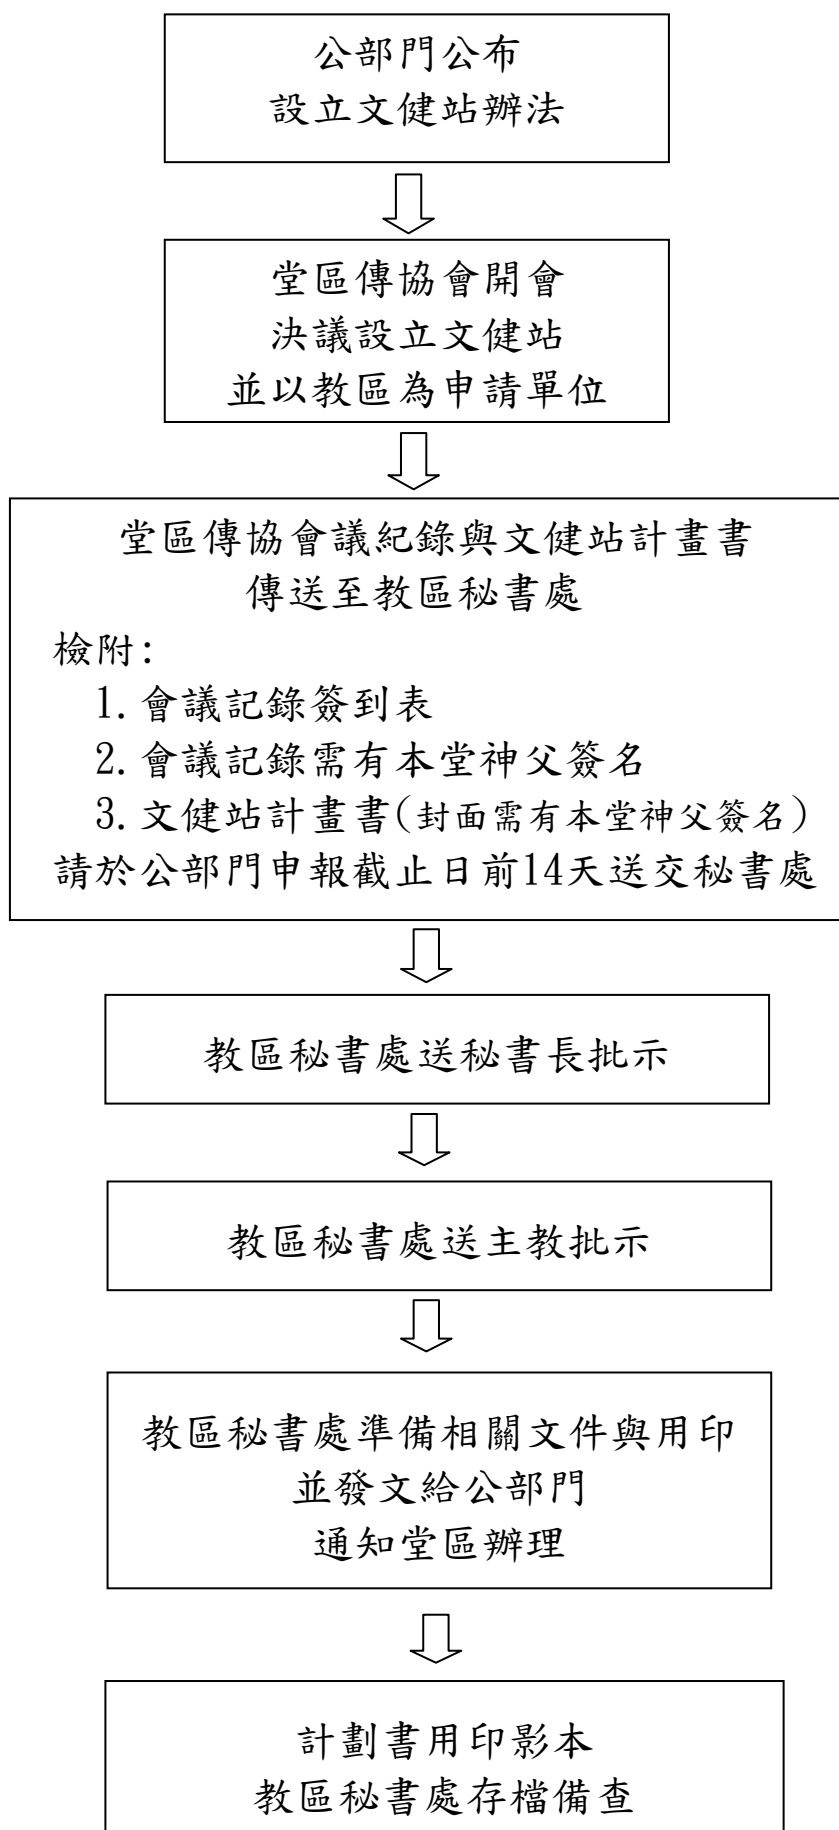 公部門公布
設立文健站辦法
堂區傳協會開會
決議設立文健站
並以教區為申請單位
堂區傳協會議紀錄與文健站計畫書
傳送至教區秘書處
檢附:
1. 會議記錄簽到表
2. 會議記錄需有本堂神父簽名
3. 文健站計畫書(封面需有本堂神父簽名)
請於公部門申報截止日前14天送交秘書處
教區秘書處送秘書長批示
教區秘書處送主教批示
教區秘書處準備相關文件與用印
並發文給公部門
通知堂區辦理
計劃書用印影本
教區秘書處存檔備查